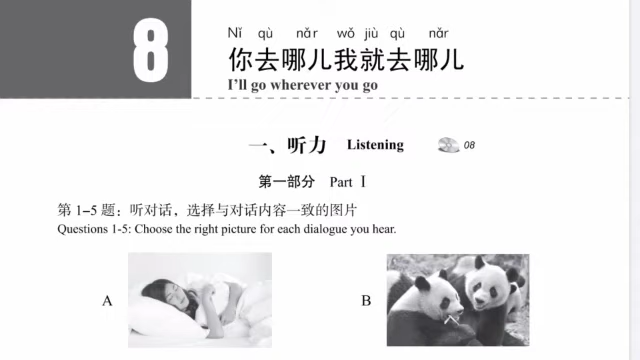 8
Nǐ qù nǎr wǒ jiù qù nǎr
你去哪儿我就去哪儿
I'll go wherever you go
一、听力 Listening 08
第一部分 Part Ⅰ
第 1-5 题：听对话，选择与对话内容一致的图片
Questions 1-5: Choose the right picture for each dialogue you hear.
A B